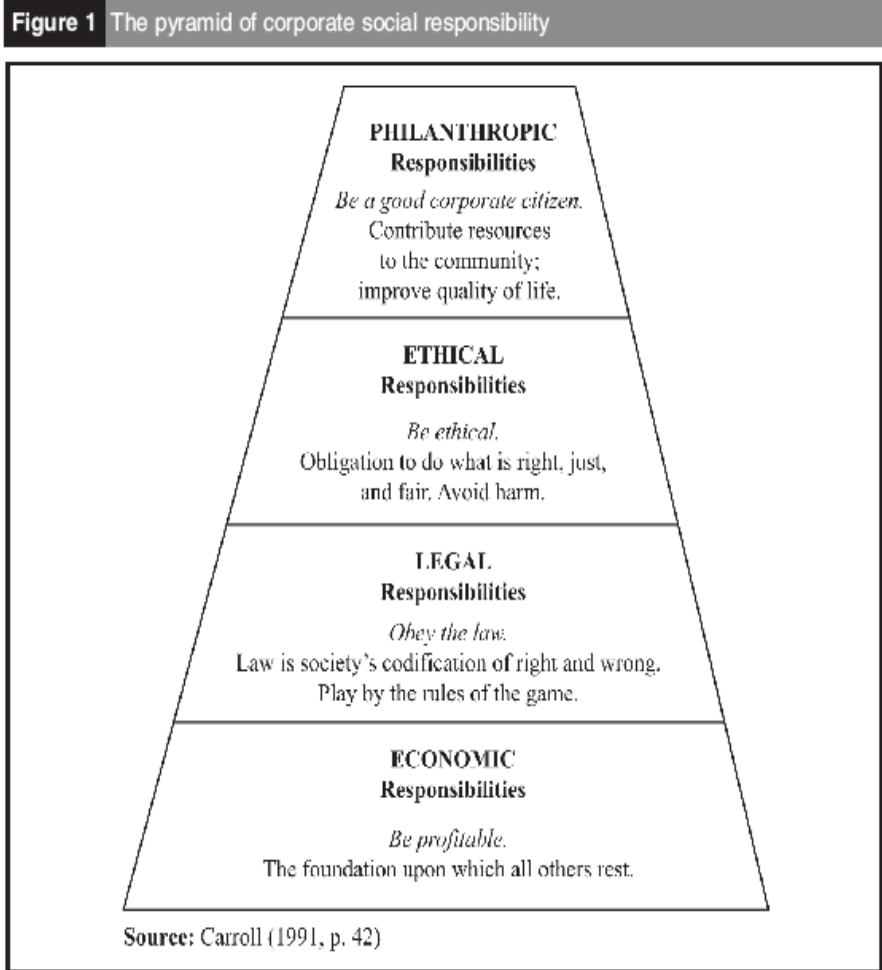 Figure 1 The pyramid of corporate social responsibility
PHILANTHROPIC
Responsibilities
Be a good corporate citizen.
Contribute resources
to the community;
improve quality of life.
ETHICAL
Responsibilities
Be ethical.
Obligation to do what is right, just,
and fair. Avoid harm.
LEGAL
Responsibilities
Obey the law.
Law is society's codification of right and wrong.
Play by the rules of the game.
ECONOMIC
Responsibilities
Be profitable.
The foundation upon which all others rest.
Source: Carroll (1991, p. 42)